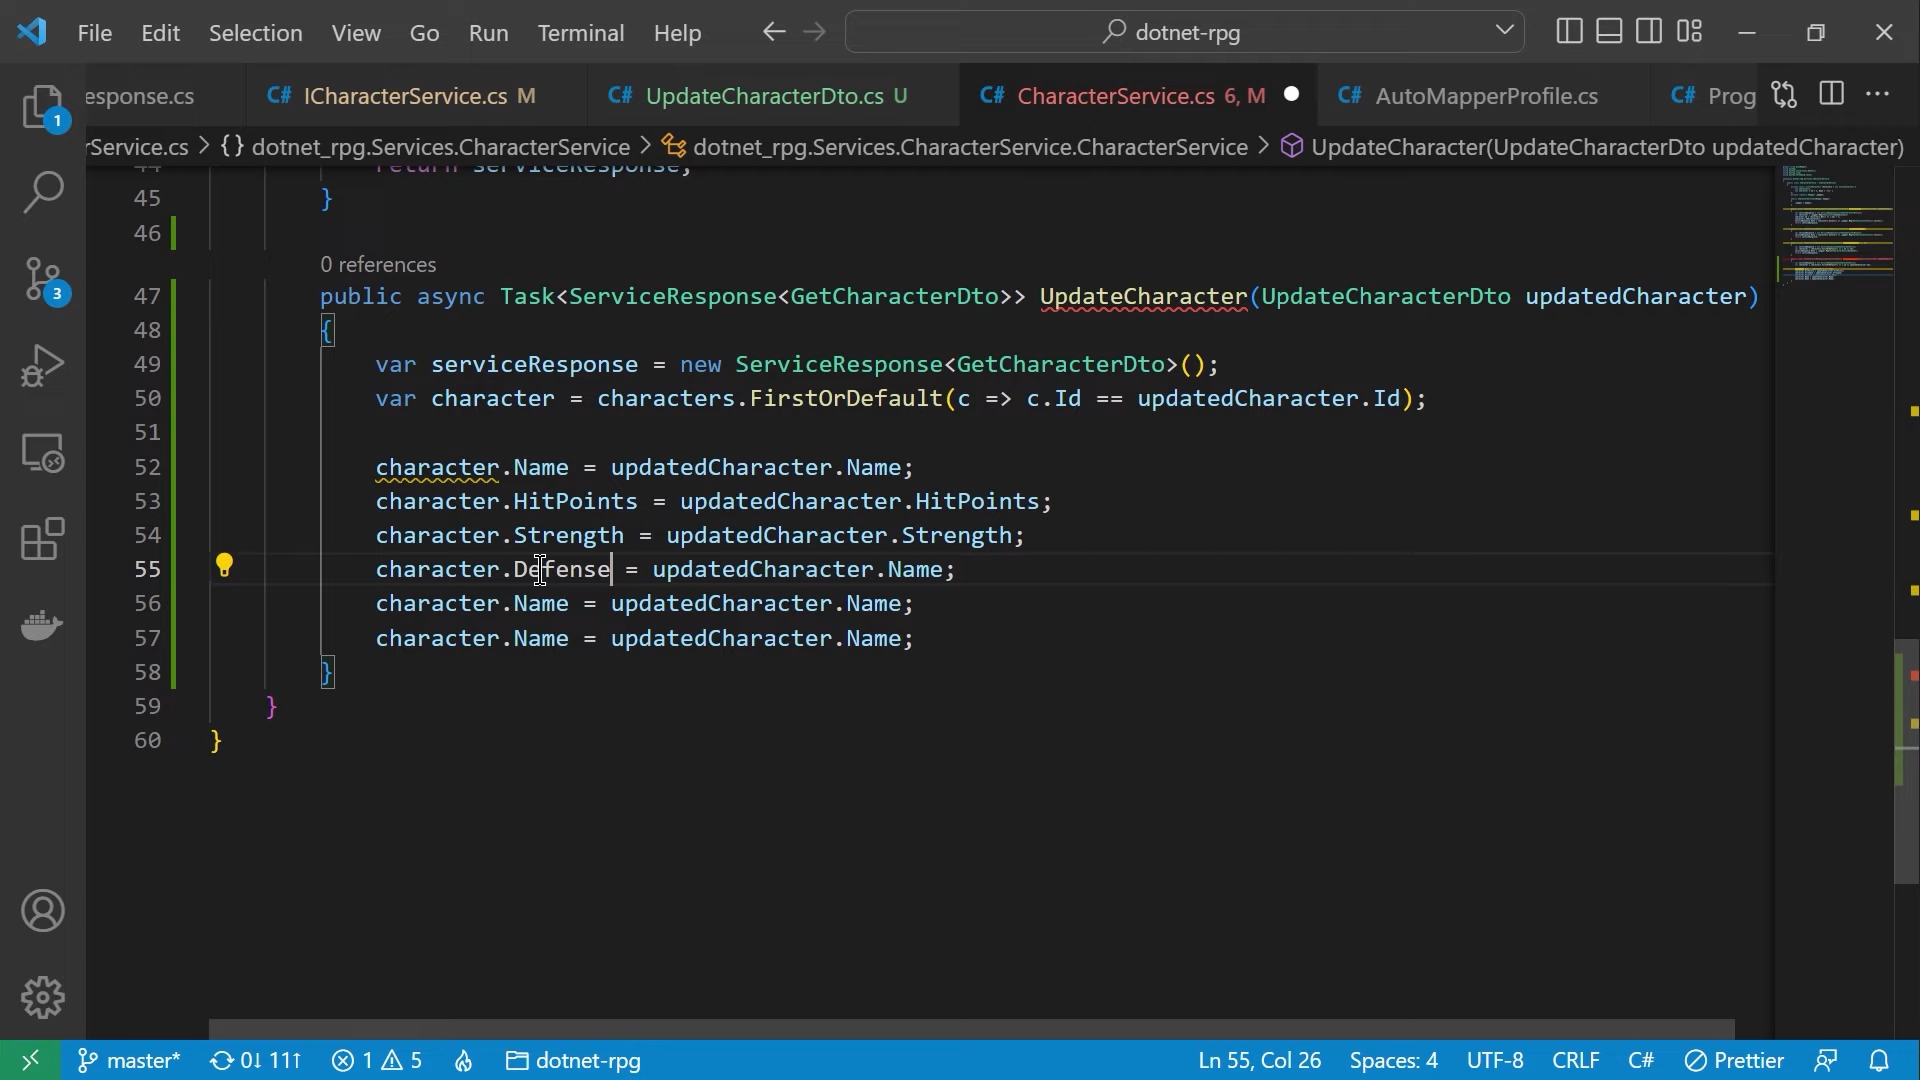 File Edit Selection View Go Run Terminal Help dotnet-rpg
esponse.cs C# ICharacterService.cs M C# UpdateCharacterDto.cs U C# CharacterService.cs 6, M C# AutoMapperProfile.cs C# Prog
rService.cs > {} dotnet_rpg.Services.CharacterService > dotnet_rpg.Services.CharacterService.CharacterService > UpdateCharacter(UpdateCharacterDto updatedCharacter)
44 return serviceResponse;
45 }
46
0 references
47 public async Task<ServiceResponse<GetCharacterDto>> UpdateCharacter(UpdateCharacterDto updatedCharacter)
48 {
49 var serviceResponse = new ServiceResponse<GetCharacterDto>();
50 var character = characters.FirstOrDefault(c => c.Id == updatedCharacter.Id);
51
52 character.Name = updatedCharacter.Name;
53 character.HitPoints = updatedCharacter.HitPoints;
54 character.Strength = updatedCharacter.Strength;
55 character.Defense = updatedCharacter.Name;
56 character.Name = updatedCharacter.Name;
57 character.Name = updatedCharacter.Name;
58 }
59 }
60 }
1
3
master* 0↓ 11↑ 1 5 dotnet-rpg Ln 55, Col 26 Spaces: 4 UTF-8 CRLF C# Prettier